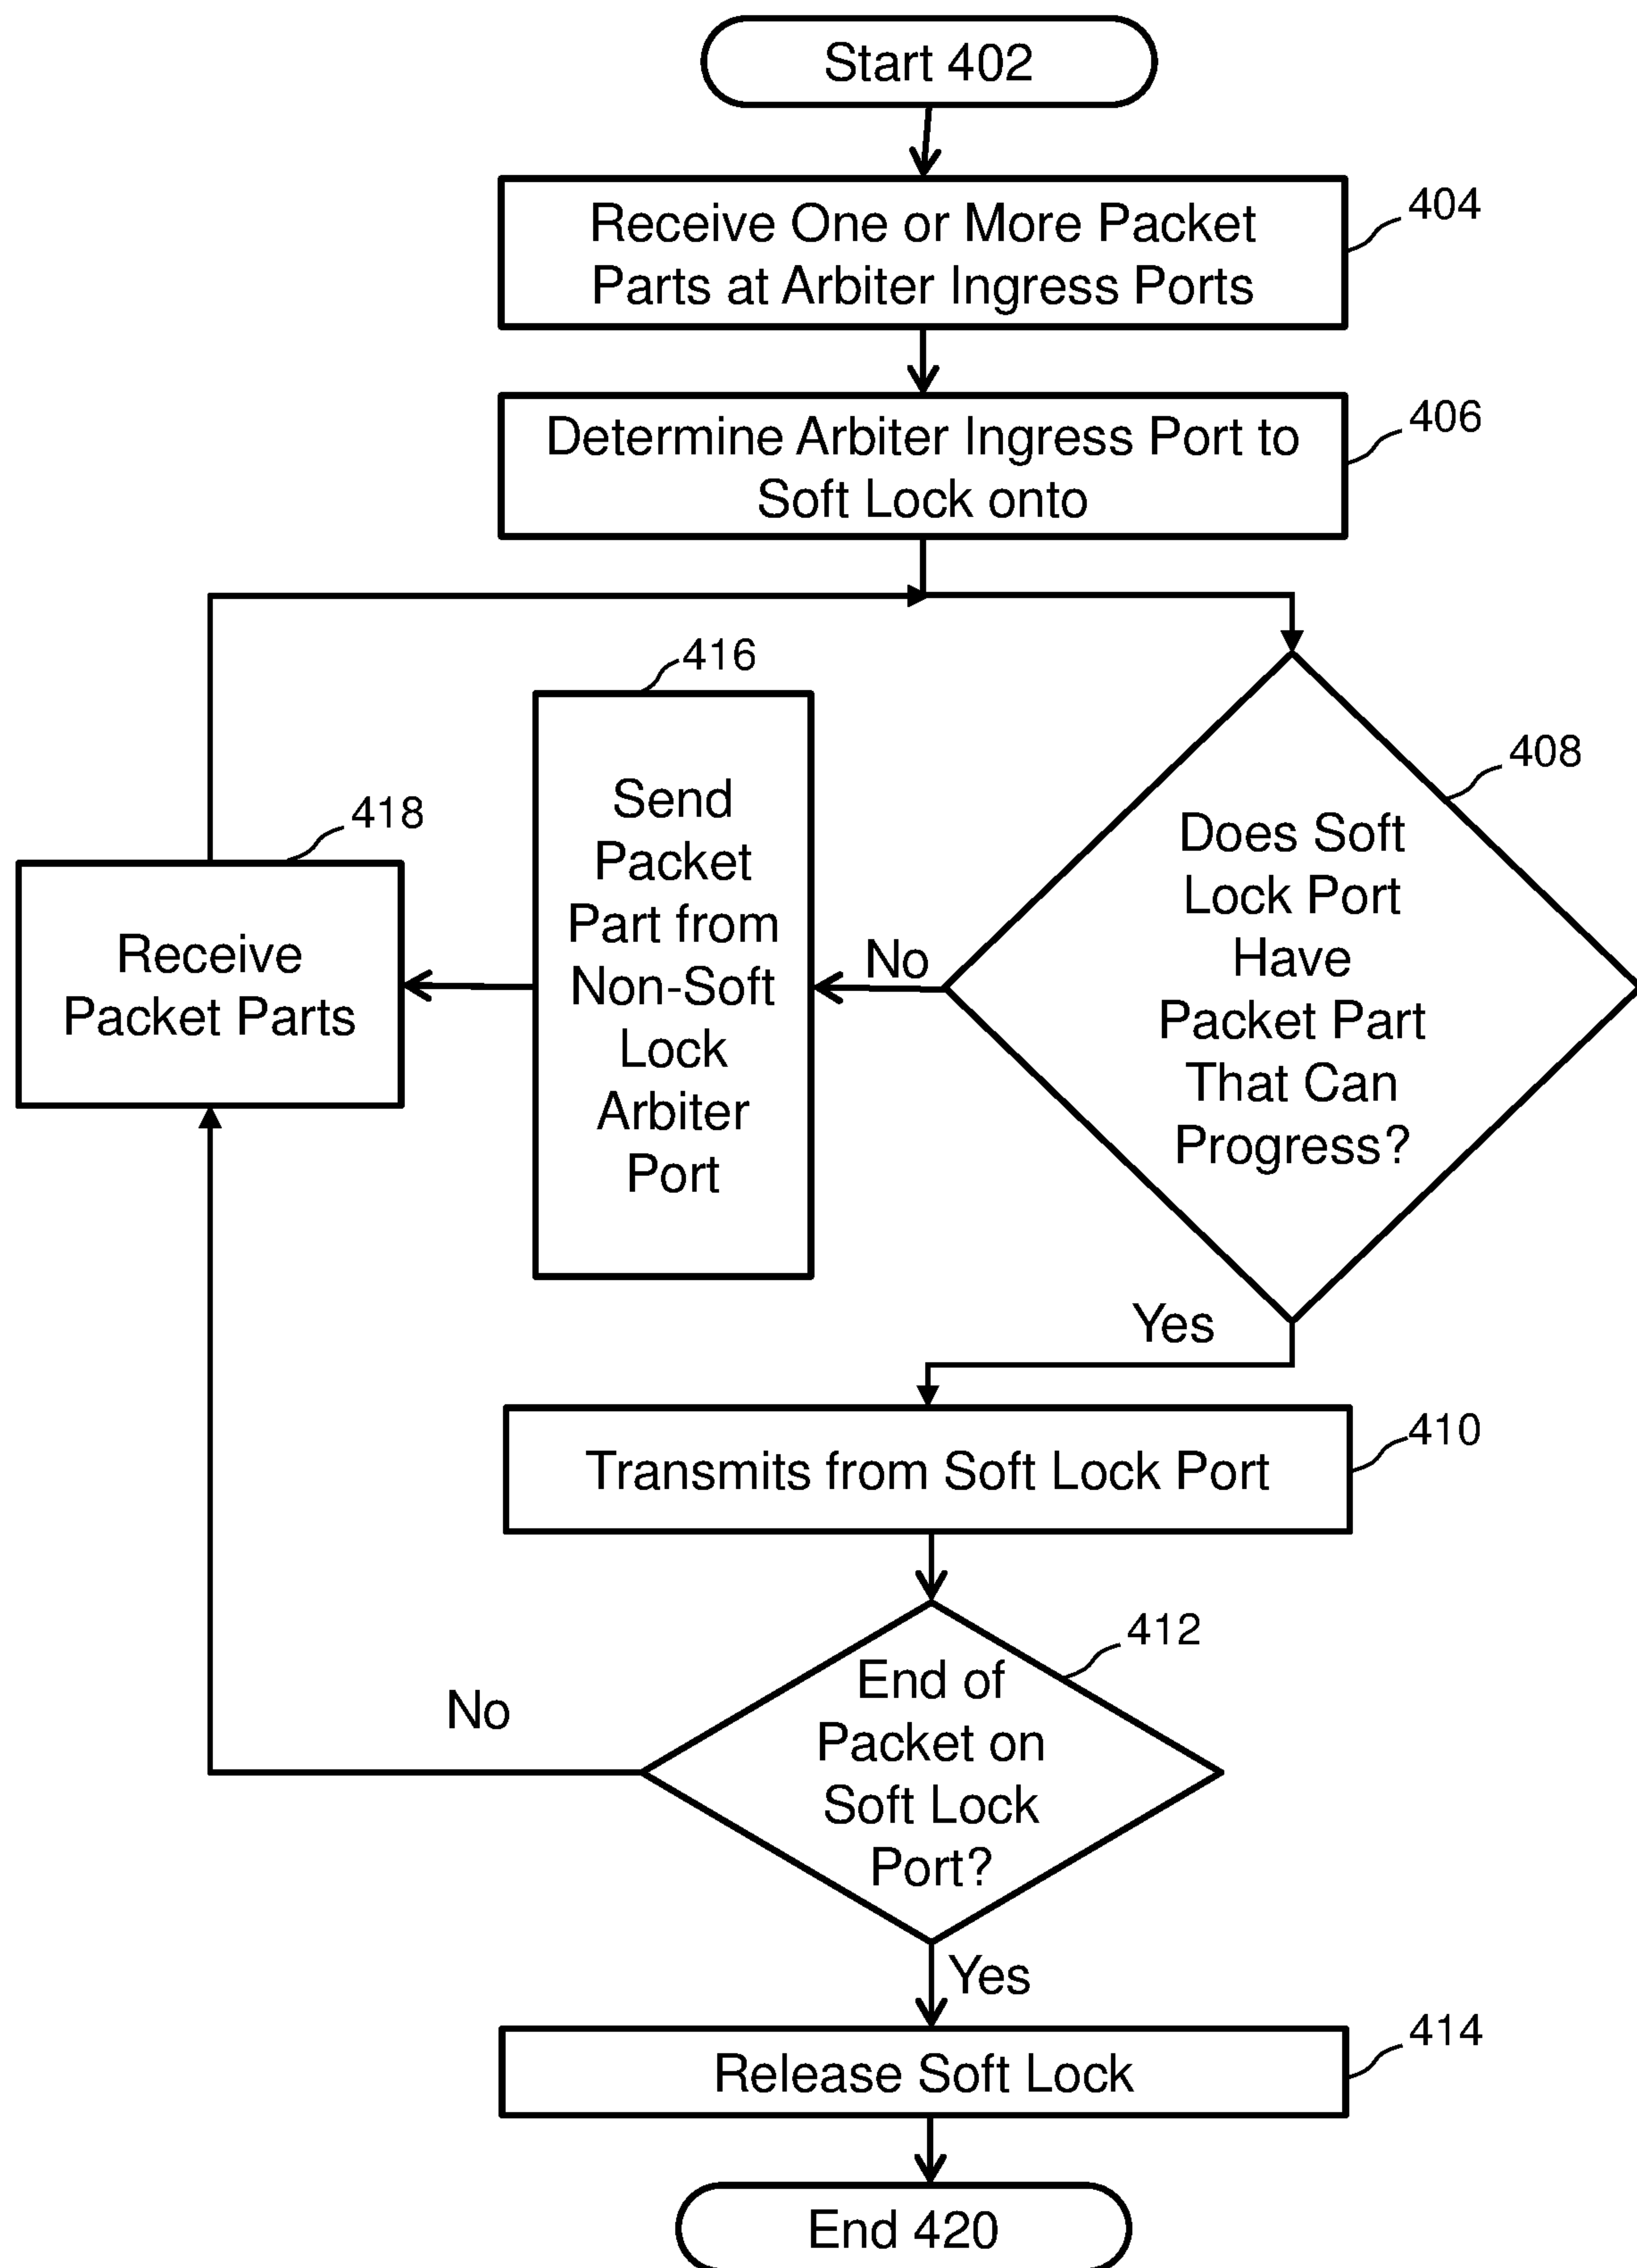 Start 402
Receive One or More Packet
Parts at Arbiter Ingress Ports
404
Determine Arbiter Ingress Port to
Soft Lock onto
406
416
Send
Packet
Part from
Non-Soft
Lock
Arbiter
Port
408
Does Soft
Lock Port
Have
Packet Part
That Can
Progress?
No
418
Receive
Packet Parts
Yes
Transmits from Soft Lock Port
410
412
End of
Packet on
Soft Lock
Port?
No
Yes
Release Soft Lock
414
End 420